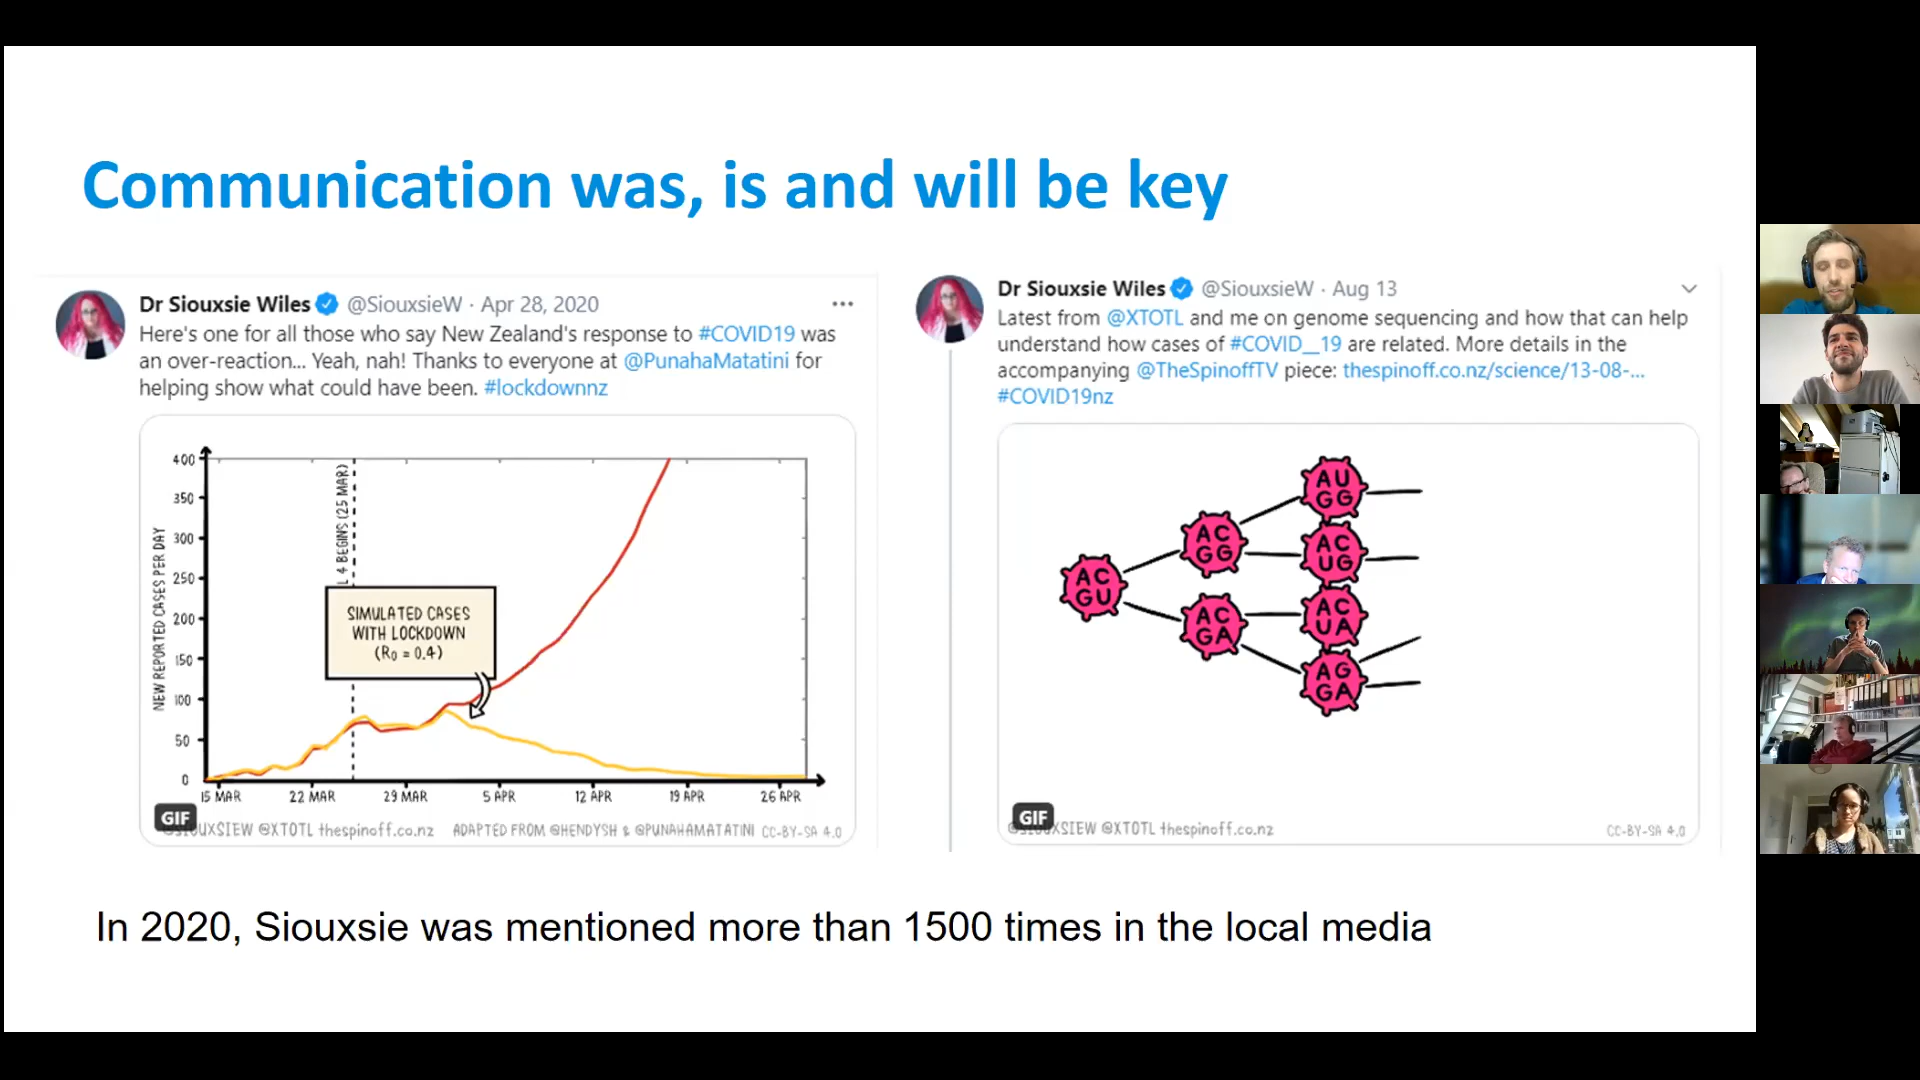 Communication was, is and will be key
Dr Siouxsie Wiles @SiouxsieW · Apr 28, 2020
Here's one for all those who say New Zealand's response to #COVID19 was
an over-reaction... Yeah, nah! Thanks to everyone at @PunahaMatatini for
helping show what could have been. #lockdownnz
NEW REPORTED CASES PER DAY
400
350
300
250
200
150
100
50
0
L 4 BEGINS (25 MAR)
SIMULATED CASES
WITH LOCKDOWN
(R0 = 0.4)
15 MAR 22 MAR 29 MAR 5 APR 12 APR 19 APR 26 APR
GIF
@SIOUXSIEW @XTOTL thespinoff.co.nz ADAPTED FROM @HENDYSH & @PUNAHAMATATINI CC-BY-SA 4.0
Dr Siouxsie Wiles @SiouxsieW · Aug 13
Latest from @XTOTL and me on genome sequencing and how that can help
understand how cases of #COVID__19 are related. More details in the
accompanying @TheSpinoffTV piece: thespinoff.co.nz/science/13-08-...
#COVID19nz
AC
GU
AC
GG
AC
GA
AU
GG
AC
UG
AC
UA
AG
GA
GIF
@SIOUXSIEW @XTOTL thespinoff.co.nz CC-BY-SA 4.0
In 2020, Siouxsie was mentioned more than 1500 times in the local media